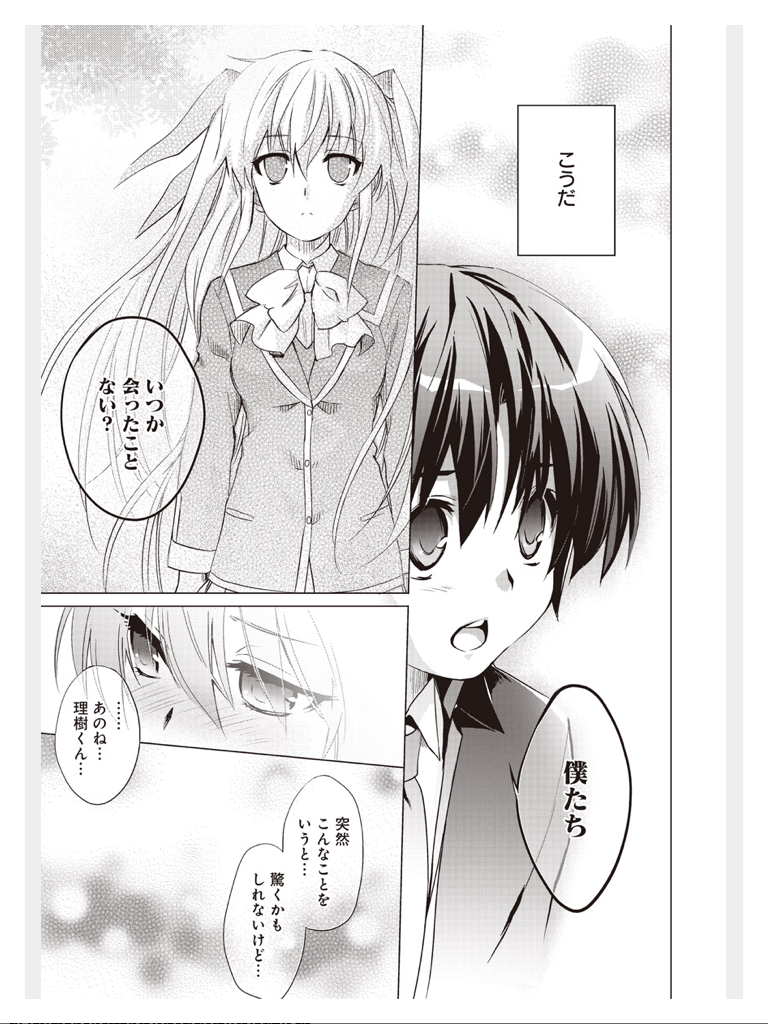 こうだ
僕たち
いつか
会ったこと
ない?
……
あのね…
理樹くん…
突然
こんなことを
いうと…
驚くかも
しれないけど…